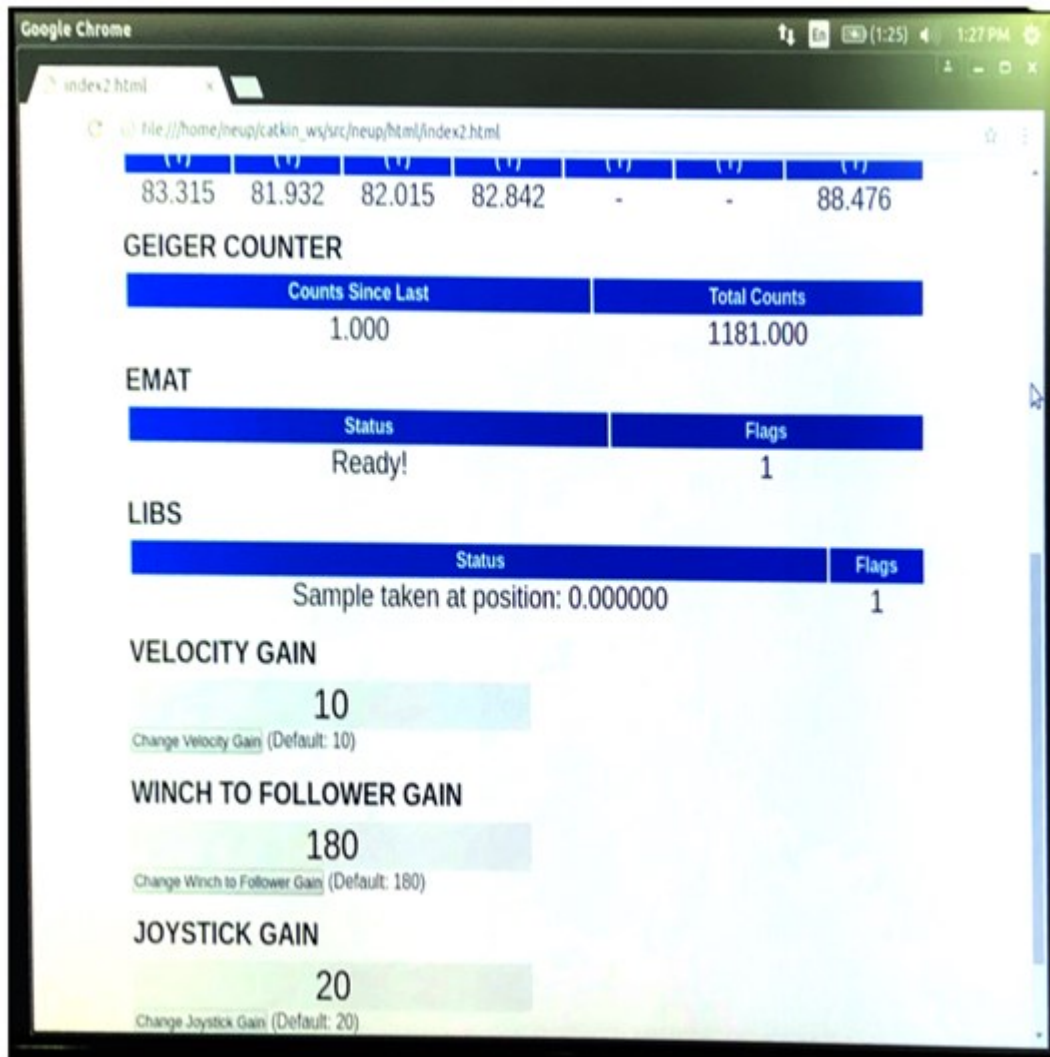 Google Chrome
En (1:25) 1:27 PM
index2.html
file:///home/neup/catkin_ws/src/neup/html/index2.html
83.315 81.932 82.015 82.842 - - 88.476
GEIGER COUNTER
Counts Since Last Total Counts
1.000 1181.000
EMAT
Status Flags
Ready! 1
LIBS
Status Flags
Sample taken at position: 0.000000 1
VELOCITY GAIN
10
Change Velocity Gain (Default: 10)
WINCH TO FOLLOWER GAIN
180
Change Winch to Follower Gain (Default: 180)
JOYSTICK GAIN
20
Change Joystick Gain (Default: 20)